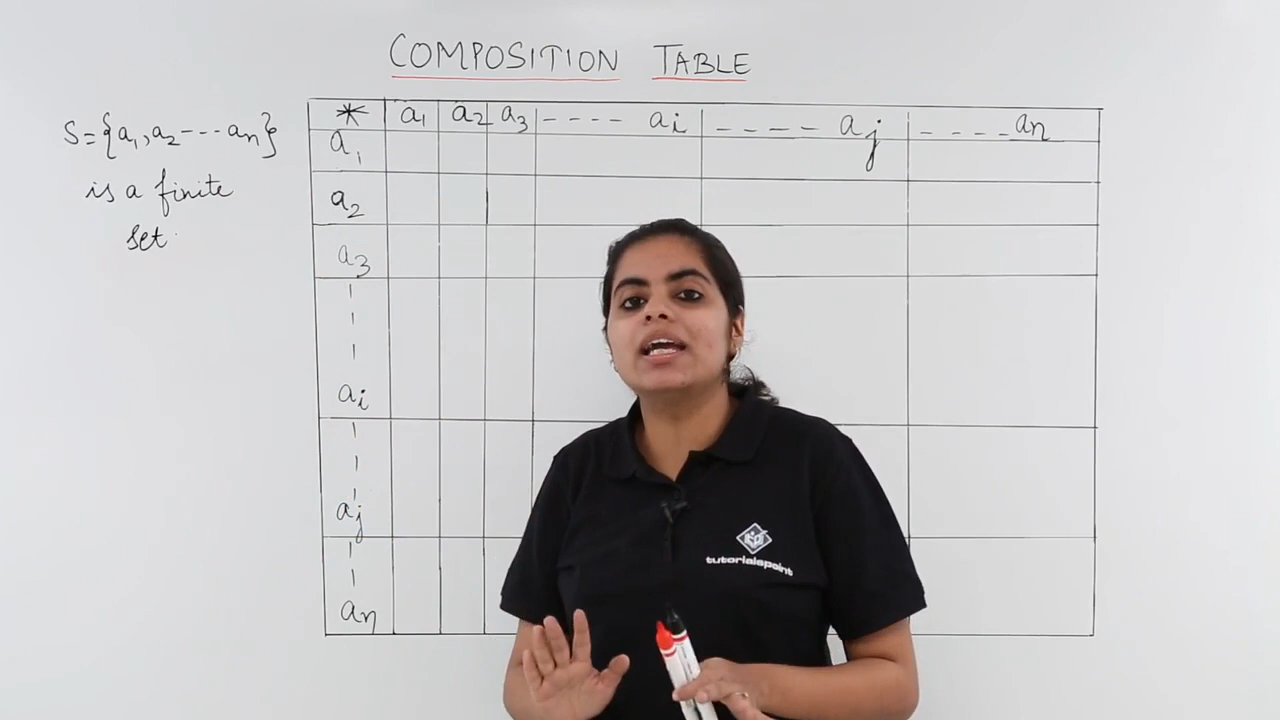 COMPOSITION TABLE
S={a1, a2 --- an}
is a finite
set.
* a1 a2 a3 ---- ai ---- aj ---- an
a1
a2
a3
ai
aj
an
tutorialspoint